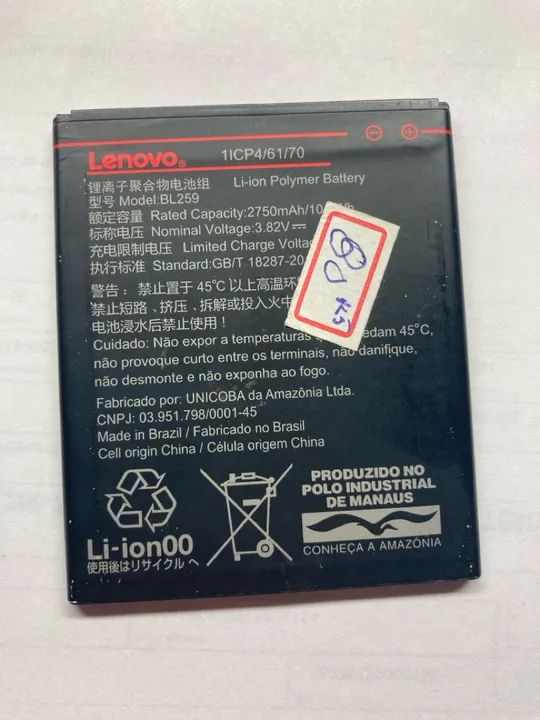 Lenovo® 1ICP4/61/70
锂离子聚合物电池组 Li-ion Polymer Battery
型号 Model:BL259
额定容量 Rated Capacity:2750mAh/10
标称电压 Nominal Voltage:3.82V⎓
充电限制电压 Limited Charge
执行标准 Standard:GB/T 18287-20
警告: 禁止置于 45°C 以上高温环
禁止短路、挤压、拆解或投入火中
电池浸水后禁止使用!
Cuidado: Não expor a temperaturas edam 45°C,
não provoque curto entre os terminais, não danifique,
não desmonte e não exponha ao fogo.
Fabricado por: UNICOBA da Amazônia Ltda.
CNPJ: 03.951.798/0001-45
Made in Brazil / Fabricado no Brasil
Cell origin China / Célula origem China
Li-ion00
使用後はリサイクルへ
PRODUZIDO NO
POLO INDUSTRIAL
DE MANAUS
CONHEÇA A AMAZÔNIA